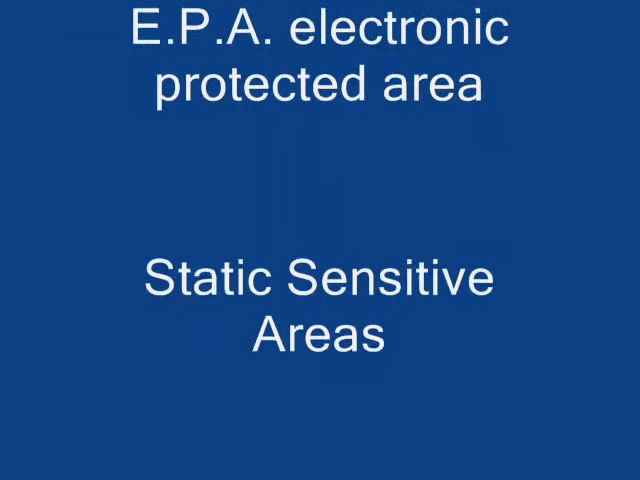 E.P.A. electronic
protected area
Static Sensitive
Areas